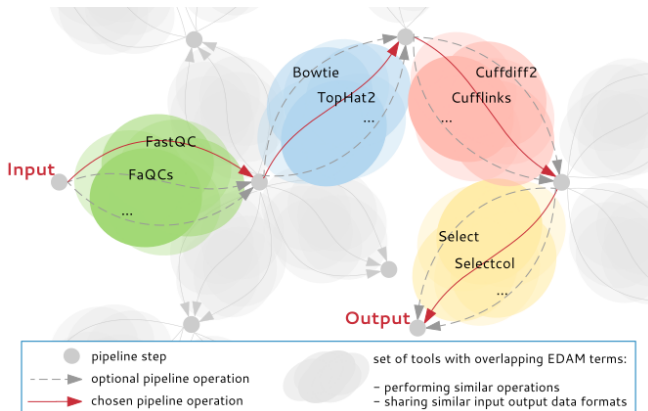 Bowtie
TopHat2
...
Cuffdiff2
Cufflinks
...
FastQC
FaQCs
...
Input
Select
Selectcol
...
Output
pipeline step
optional pipeline operation
chosen pipeline operation
set of tools with overlapping EDAM terms:
- performing similar operations
- sharing similar input output data formats